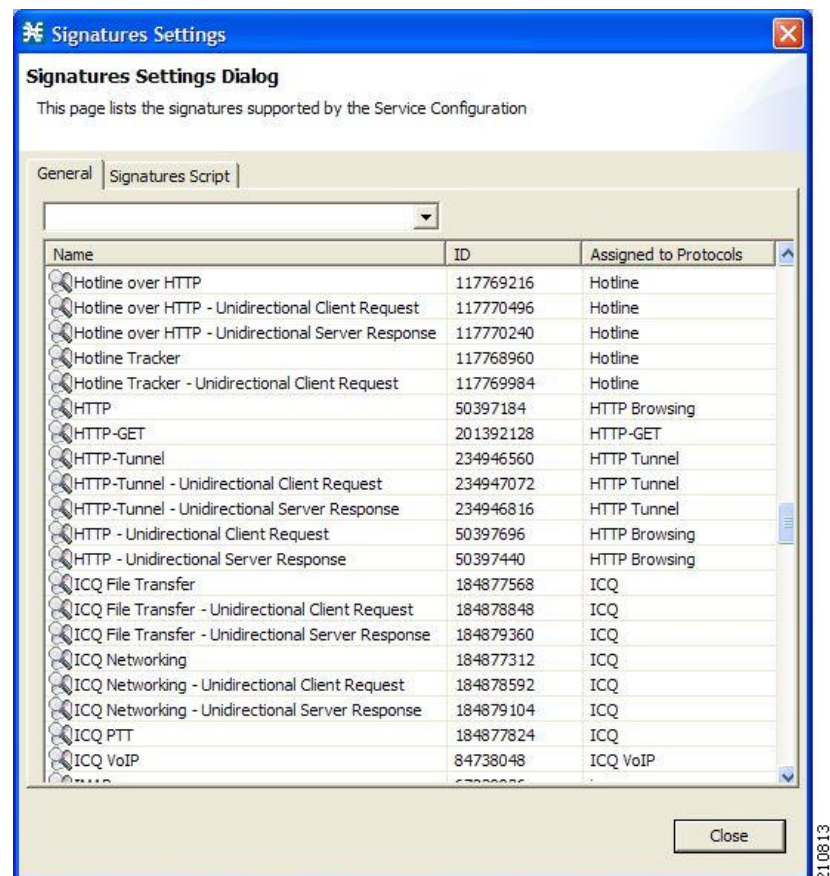 Signatures Settings
Signatures Settings Dialog
This page lists the signatures supported by the Service Configuration
General Signatures Script
Name ID Assigned to Protocols
Hotline over HTTP 117769216 Hotline
Hotline over HTTP - Unidirectional Client Request 117770496 Hotline
Hotline over HTTP - Unidirectional Server Response 117770240 Hotline
Hotline Tracker 117768960 Hotline
Hotline Tracker - Unidirectional Client Request 117769984 Hotline
HTTP 50397184 HTTP Browsing
HTTP-GET 201392128 HTTP-GET
HTTP-Tunnel 234946560 HTTP Tunnel
HTTP-Tunnel - Unidirectional Client Request 234947072 HTTP Tunnel
HTTP-Tunnel - Unidirectional Server Response 234946816 HTTP Tunnel
HTTP - Unidirectional Client Request 50397696 HTTP Browsing
HTTP - Unidirectional Server Response 50397440 HTTP Browsing
ICQ File Transfer 184877568 ICQ
ICQ File Transfer - Unidirectional Client Request 184878848 ICQ
ICQ File Transfer - Unidirectional Server Response 184879360 ICQ
ICQ Networking 184877312 ICQ
ICQ Networking - Unidirectional Client Request 184878592 ICQ
ICQ Networking - Unidirectional Server Response 184879104 ICQ
ICQ PTT 184877824 ICQ
ICQ VoIP 84738048 ICQ VoIP
Close
210813